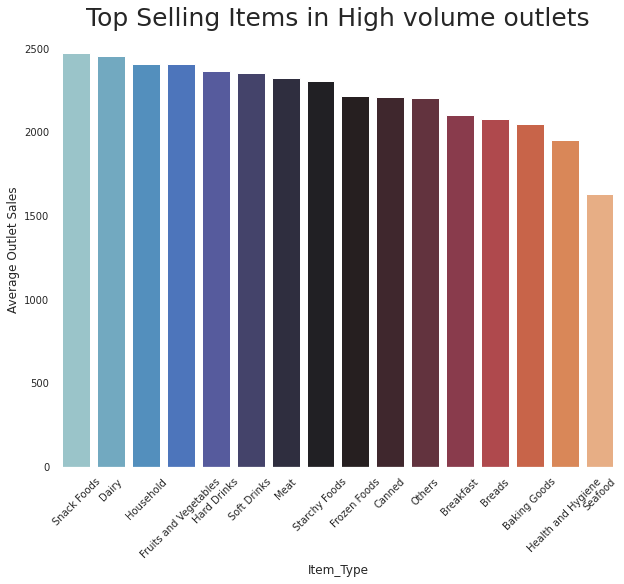 Top Selling Items in High volume outlets
2500
2000
1500
1000
500
0
Average Outlet Sales
Snack Foods
Dairy
Household
Fruits and Vegetables
Hard Drinks
Soft Drinks
Meat
Starchy Foods
Frozen Foods
Canned
Others
Breakfast
Breads
Baking Goods
Health and Hygiene
Seafood
Item_Type